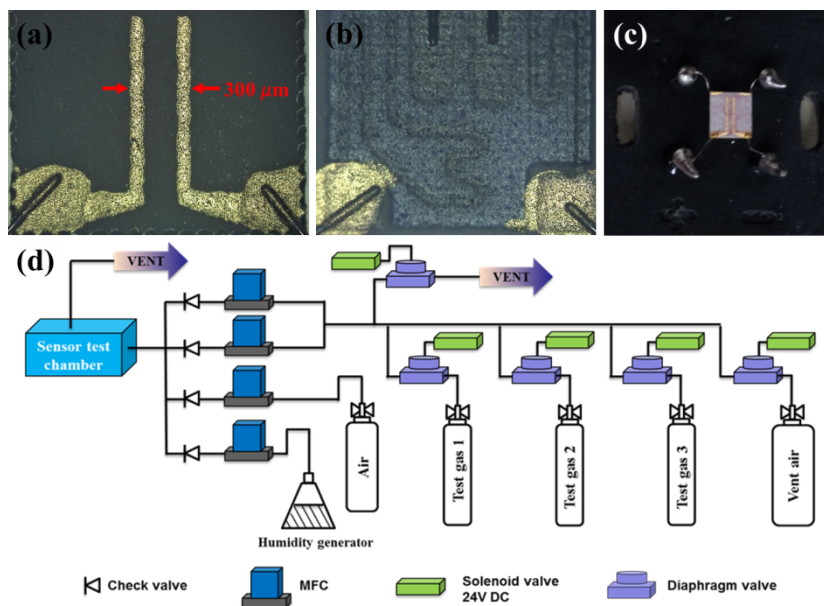 (a)
300 μm
(b)
(c)
(d)
VENT
VENT
Sensor test
chamber
Air
Test gas 1
Test gas 2
Test gas 3
Vent air
Humidity generator
Check valve
MFC
Solenoid valve
24V DC
Diaphragm valve